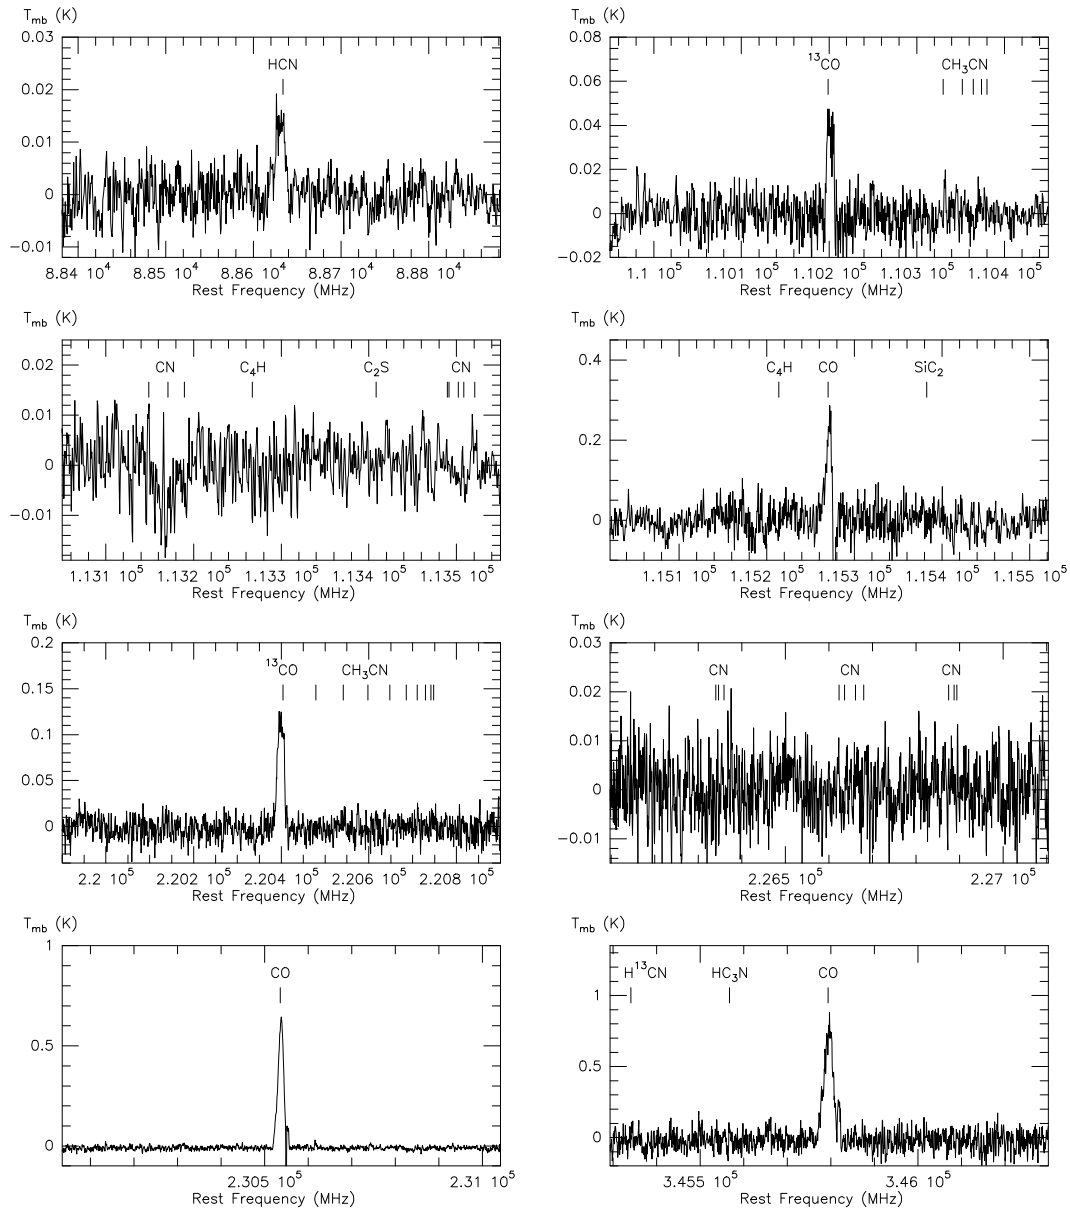 T_mb (K)
0.03
0.02
0.01
0
−0.01
HCN
8.84 10^4 8.85 10^4 8.86 10^4 8.87 10^4 8.88 10^4
Rest Frequency (MHz)
T_mb (K)
0.08
0.06
0.04
0.02
0
−0.02
^13CO CH_3CN
1.1 10^5 1.101 10^5 1.102 10^5 1.103 10^5 1.104 10^5
Rest Frequency (MHz)
T_mb (K)
0.02
0.01
0
−0.01
CN C_4H C_2S CN
1.131 10^5 1.132 10^5 1.133 10^5 1.134 10^5 1.135 10^5
Rest Frequency (MHz)
T_mb (K)
0.4
0.2
0
C_4H CO SiC_2
1.151 10^5 1.152 10^5 1.153 10^5 1.154 10^5 1.155 10^5
Rest Frequency (MHz)
T_mb (K)
0.2
0.15
0.1
0.05
0
^13CO CH_3CN
2.2 10^5 2.202 10^5 2.204 10^5 2.206 10^5 2.208 10^5
Rest Frequency (MHz)
T_mb (K)
0.03
0.02
0.01
0
−0.01
CN CN CN
2.265 10^5 2.27 10^5
Rest Frequency (MHz)
T_mb (K)
1
0.5
0
CO
2.305 10^5 2.31 10^5
Rest Frequency (MHz)
T_mb (K)
1
0.5
0
H^13CN HC_3N CO
3.455 10^5 3.46 10^5
Rest Frequency (MHz)